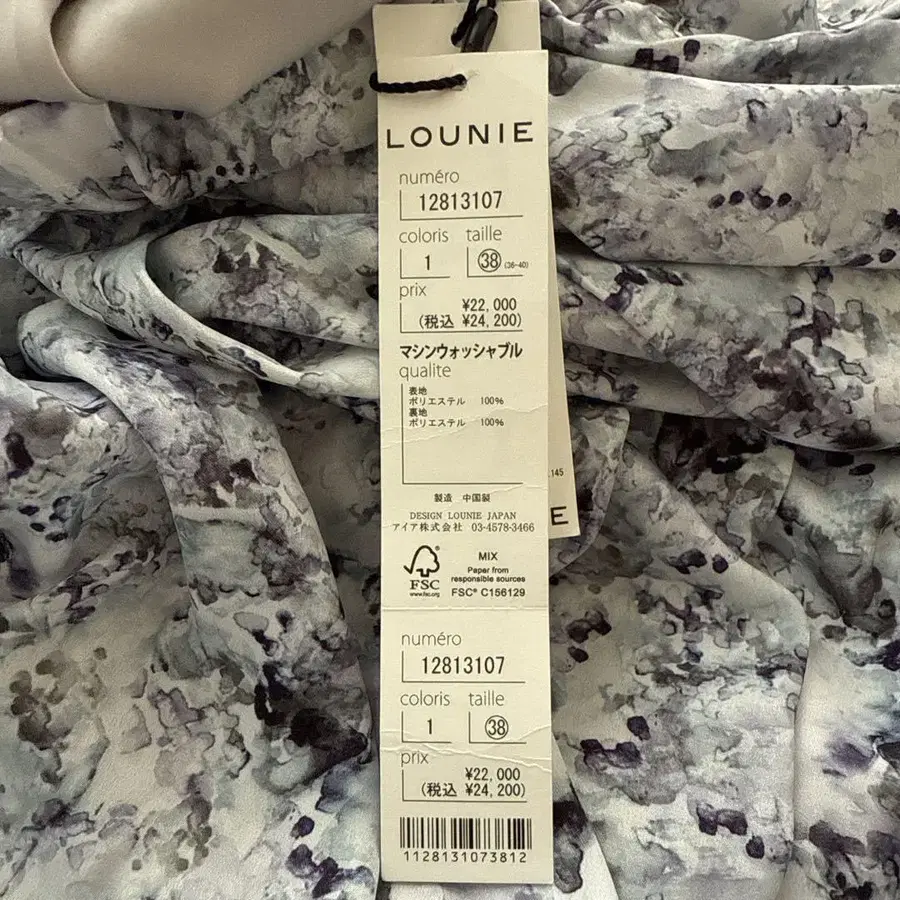 LOUNIE
numéro
12813107
coloris taille
1 38 (36-40)
prix
¥22,000
(税込 ¥24,200)
マシンウォッシャブル
qualite
表地
ポリエステル 100%
裏地
ポリエステル 100%
製造 中国製
DESIGN LOUNIE JAPAN
アイア株式会社 03-4578-3466
FSC
www.fsc.org
MIX
Paper from
responsible sources
FSC® C156129
numéro
12813107
coloris taille
1 38
prix
¥22,000
(税込 ¥24,200)
1128131073812
145
E